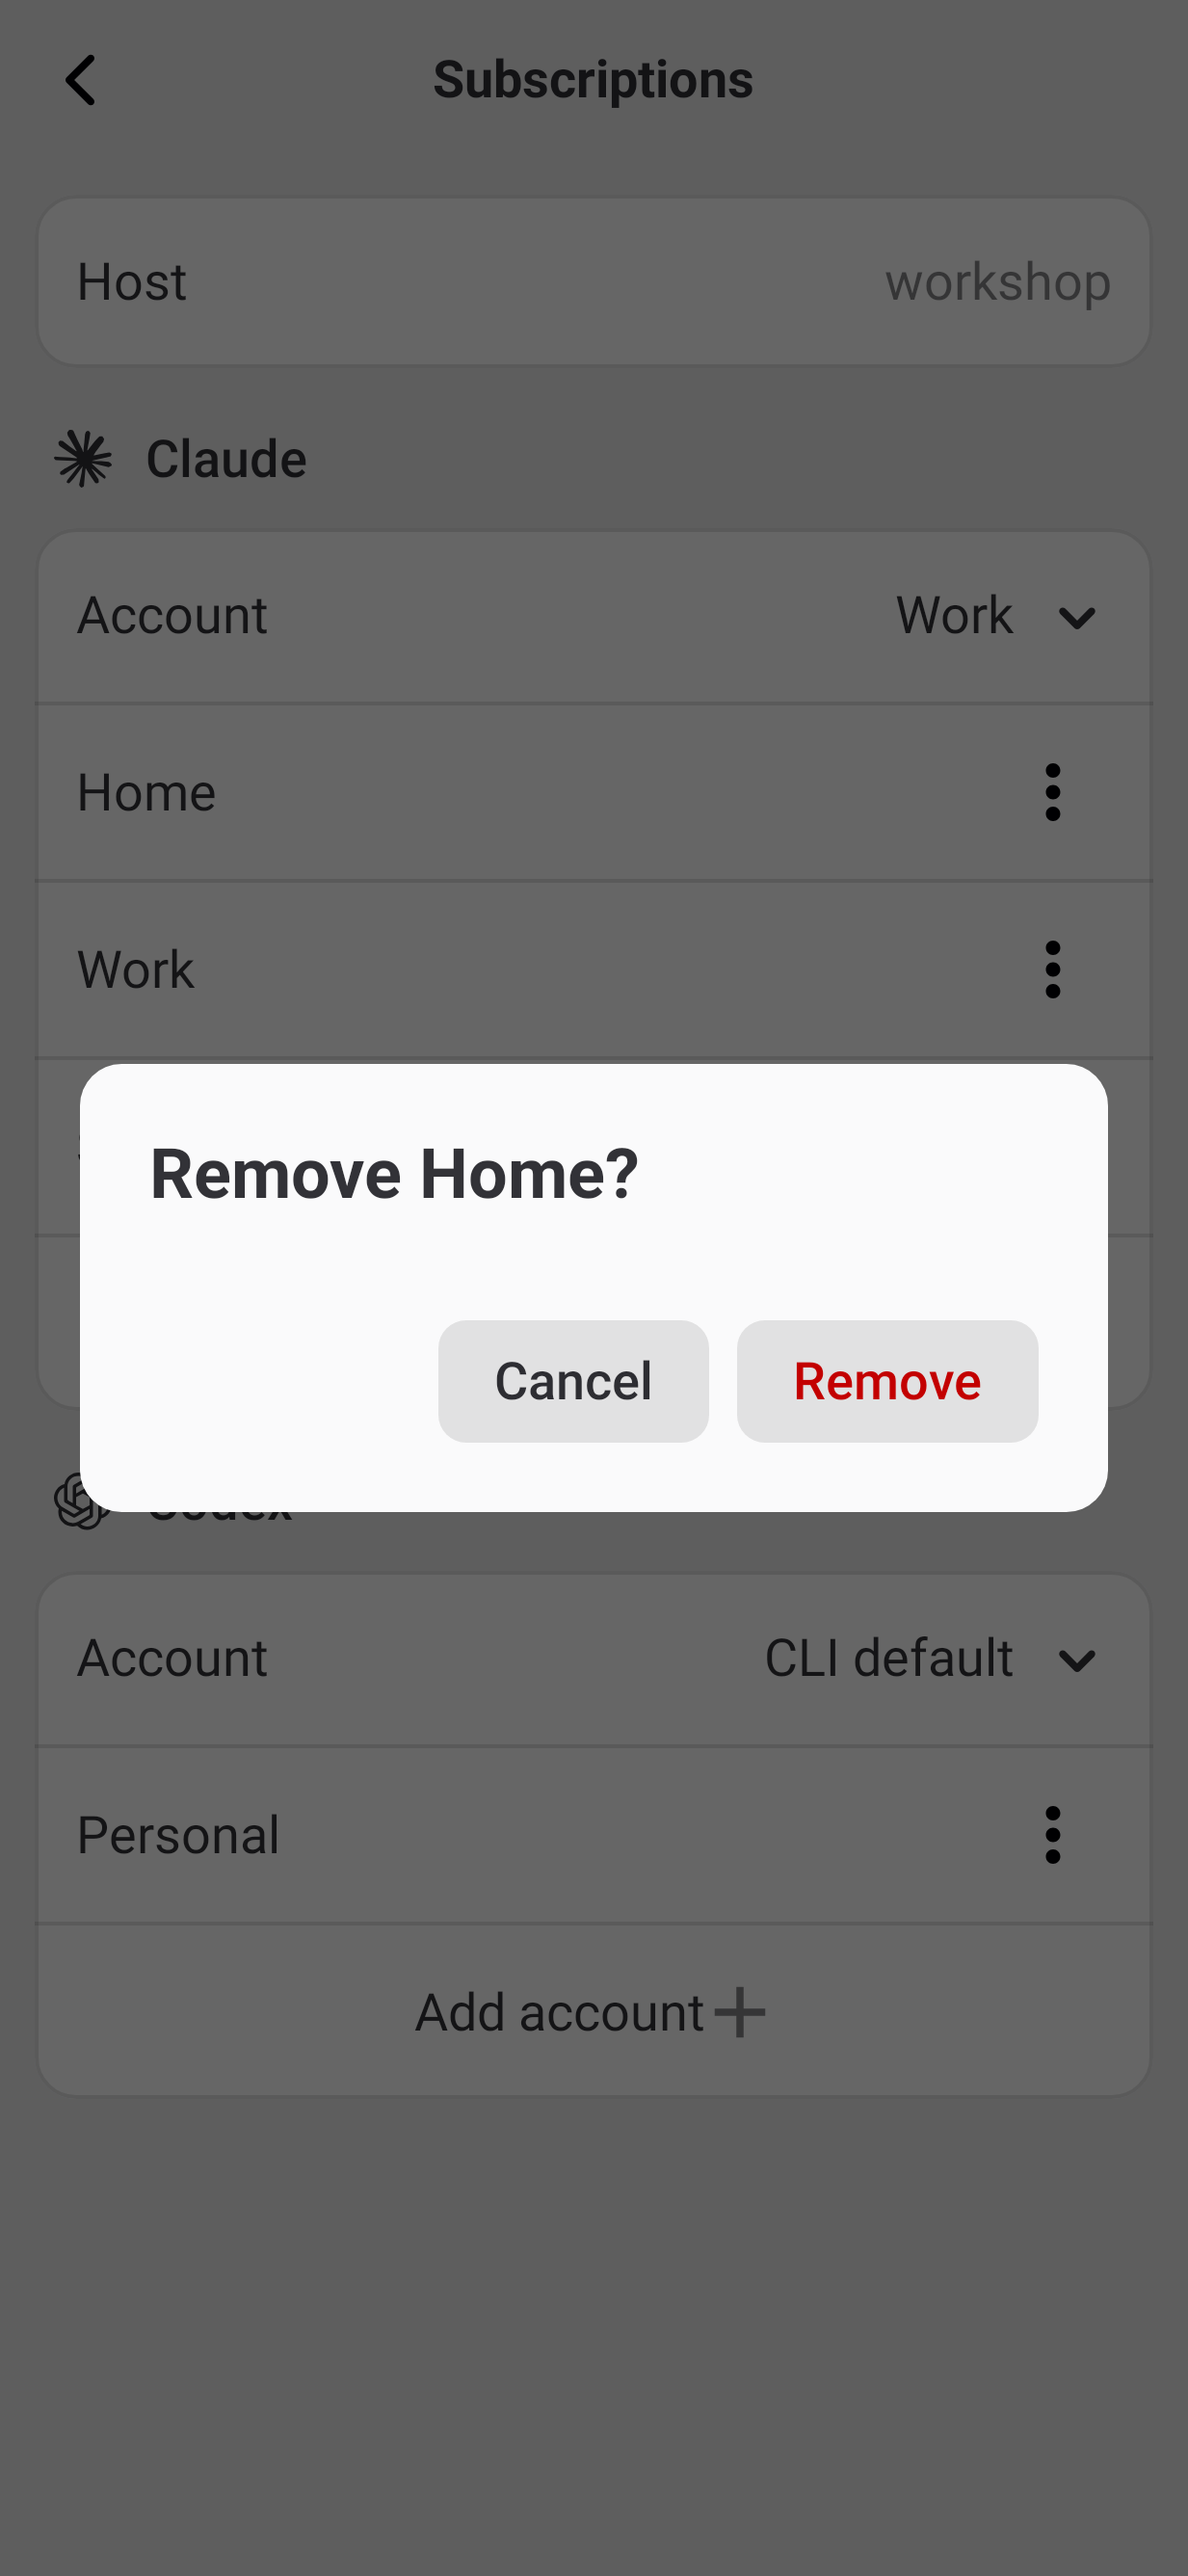 Subscriptions
Host workshop
Claude
Account Work
Home
Work
Remove Home?
Cancel Remove
Account CLI default
Personal
Add account